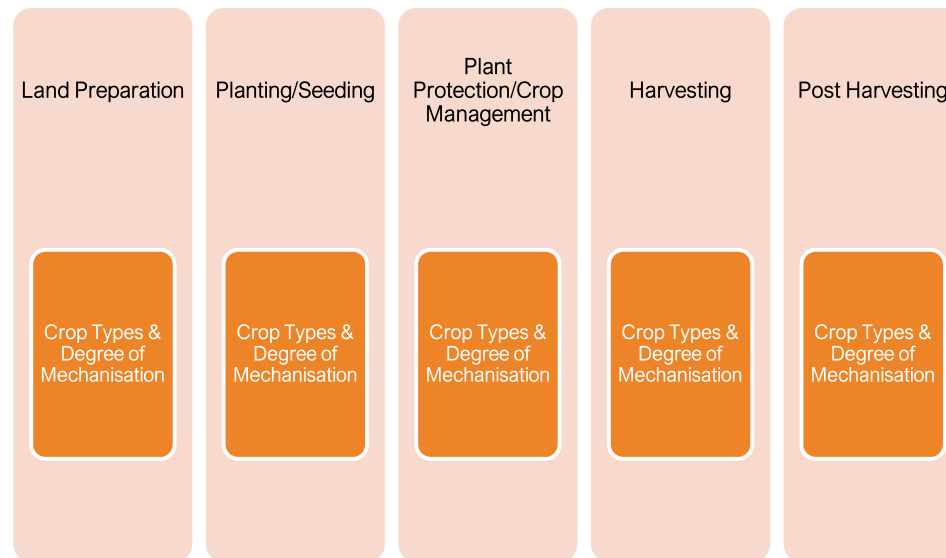 Land Preparation
Planting/Seeding
Plant
Protection/Crop
Management
Harvesting
Post Harvesting
Crop Types &
Degree of
Mechanisation
Crop Types &
Degree of
Mechanisation
Crop Types &
Degree of
Mechanisation
Crop Types &
Degree of
Mechanisation
Crop Types &
Degree of
Mechanisation